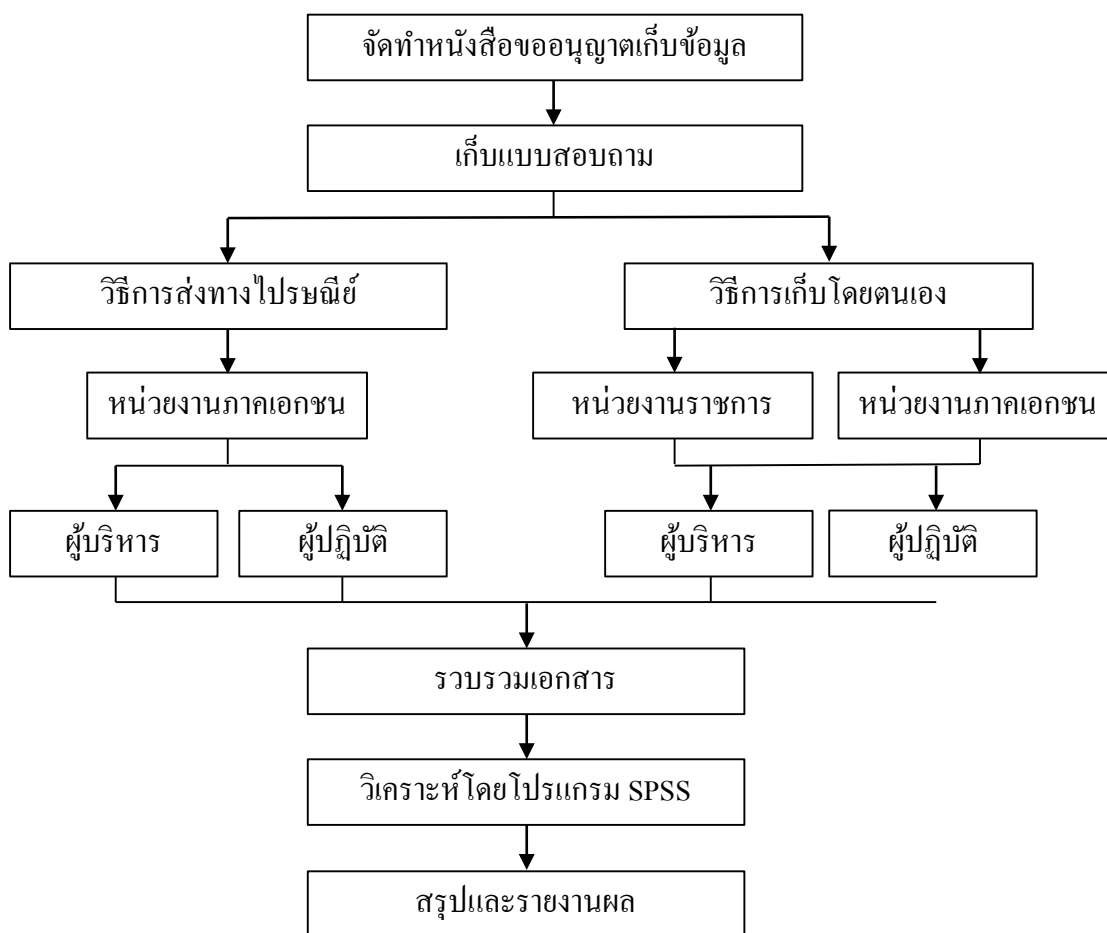 จัดทำหนังสือขออนุญาตเก็บข้อมูล
เก็บแบบสอบถาม
วิธีการส่งทางไปรษณีย์
วิธีการเก็บโดยตนเอง
หน่วยงานภาคเอกชน
หน่วยงานราชการ
หน่วยงานภาคเอกชน
ผู้บริหาร
ผู้ปฏิบัติ
ผู้บริหาร
ผู้ปฏิบัติ
รวบรวมเอกสาร
วิเคราะห์โดยโปรแกรม SPSS
สรุปและรายงานผล